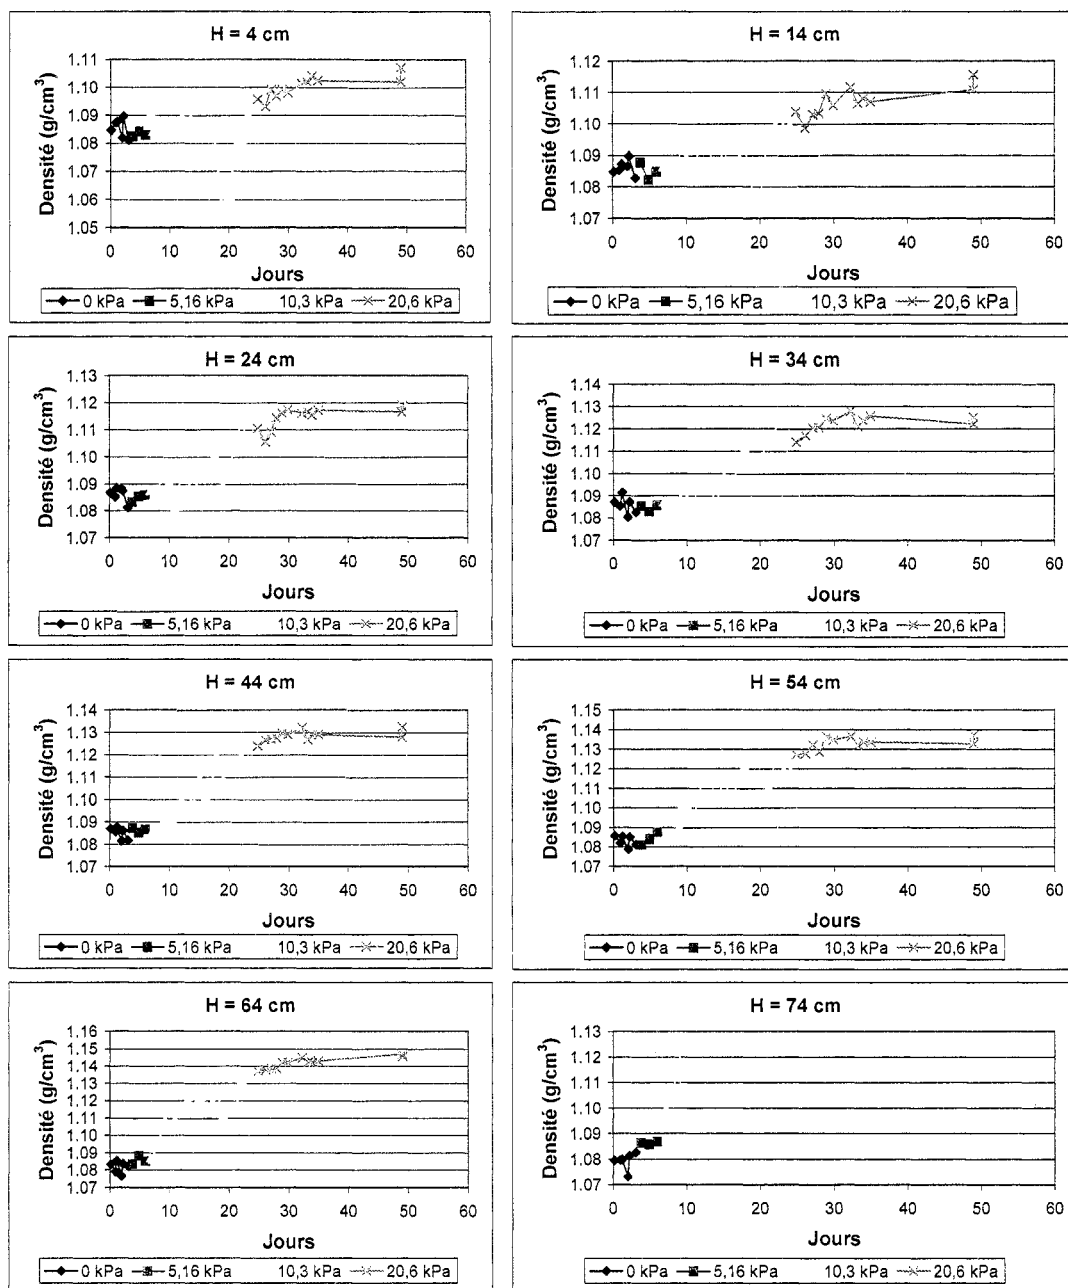 H = 4 cm
Densité (g/cm³)
1.11
1.10
1.09
1.08
1.07
1.06
1.05
0 10 20 30 40 50 60
Jours
0 kPa 5,16 kPa 10,3 kPa 20,6 kPa
H = 14 cm
Densité (g/cm³)
1.12
1.11
1.10
1.09
1.08
1.07
0 10 20 30 40 50 60
Jours
0 kPa 5,16 kPa 10,3 kPa 20,6 kPa
H = 24 cm
Densité (g/cm³)
1.13
1.12
1.11
1.10
1.09
1.08
1.07
0 10 20 30 40 50 60
Jours
0 kPa 5,16 kPa 10,3 kPa 20,6 kPa
H = 34 cm
Densité (g/cm³)
1.14
1.13
1.12
1.11
1.10
1.09
1.08
1.07
0 10 20 30 40 50 60
Jours
0 kPa 5,16 kPa 10,3 kPa 20,6 kPa
H = 44 cm
Densité (g/cm³)
1.14
1.13
1.12
1.11
1.10
1.09
1.08
1.07
0 10 20 30 40 50 60
Jours
0 kPa 5,16 kPa 10,3 kPa 20,6 kPa
H = 54 cm
Densité (g/cm³)
1.15
1.14
1.13
1.12
1.11
1.10
1.09
1.08
1.07
0 10 20 30 40 50 60
Jours
0 kPa 5,16 kPa 10,3 kPa 20,6 kPa
H = 64 cm
Densité (g/cm³)
1.16
1.15
1.14
1.13
1.12
1.11
1.10
1.09
1.08
1.07
0 10 20 30 40 50 60
Jours
0 kPa 5,16 kPa 10,3 kPa 20,6 kPa
H = 74 cm
Densité (g/cm³)
1.13
1.12
1.11
1.10
1.09
1.08
1.07
0 10 20 30 40 50 60
Jours
0 kPa 5,16 kPa 10,3 kPa 20,6 kPa